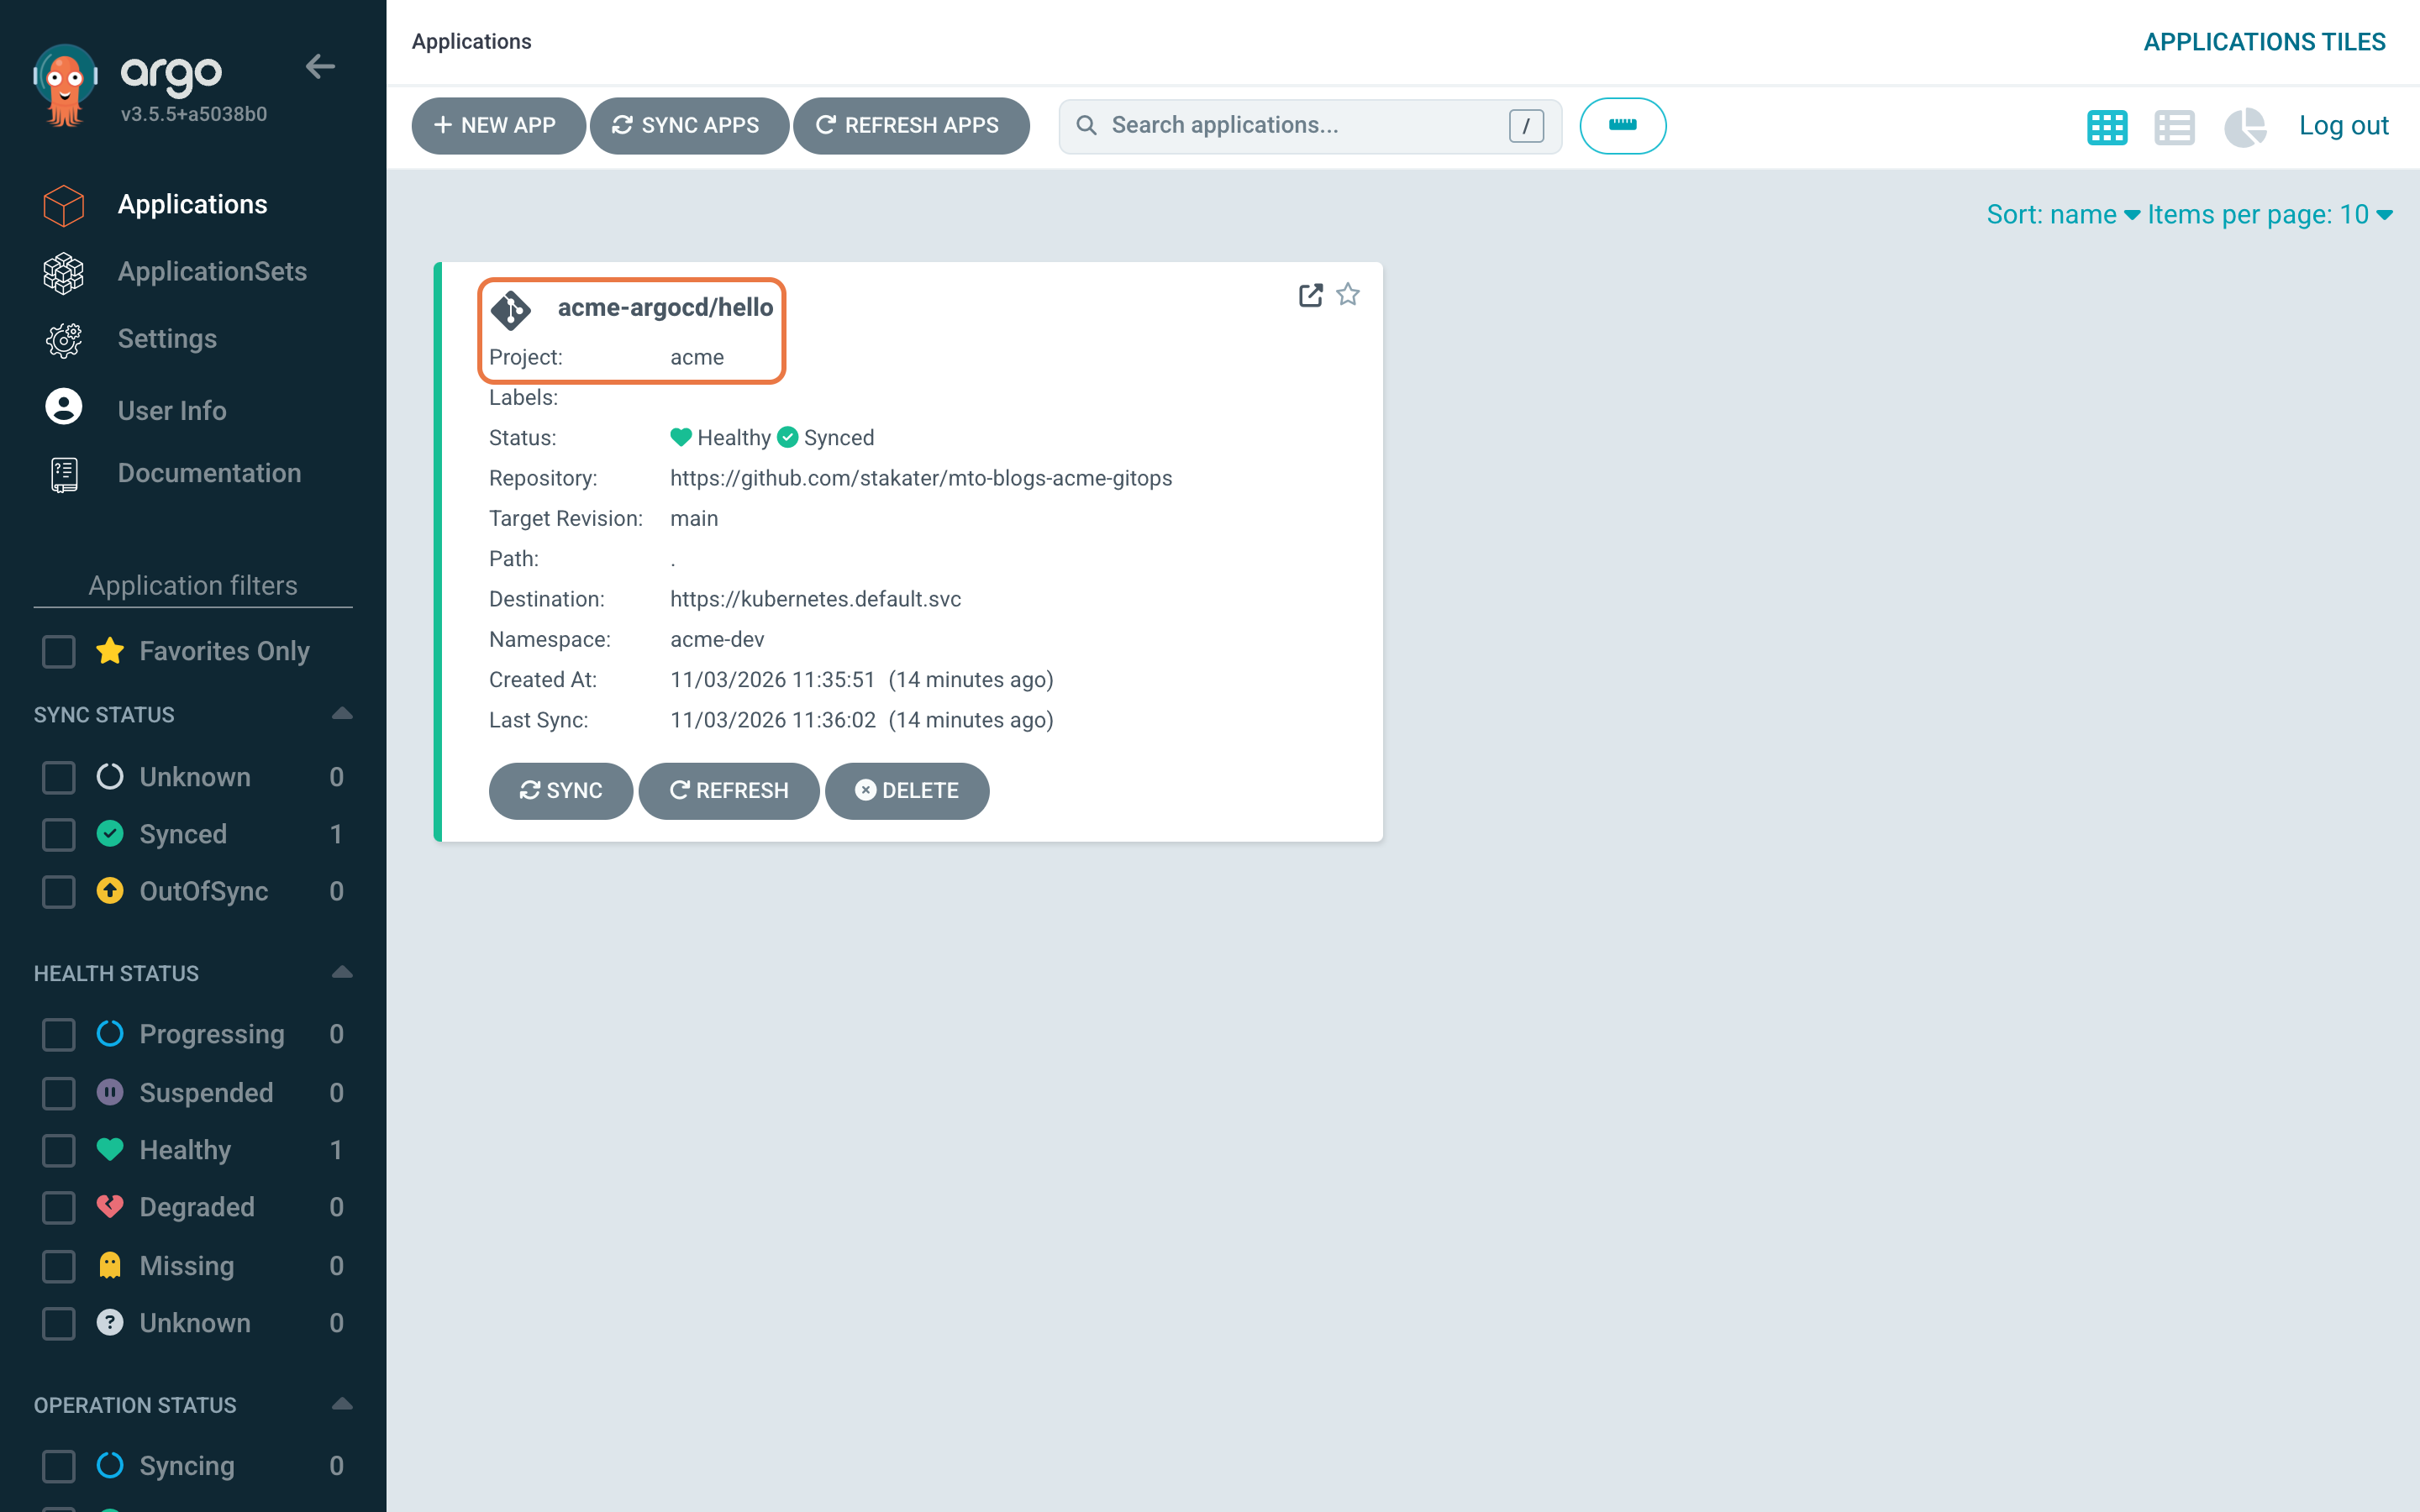 argo
v3.5.5+a5038b0
Applications
ApplicationSets
Settings
User Info
Documentation
Application filters
Favorites Only
SYNC STATUS
Unknown 0
Synced 1
OutOfSync 0
HEALTH STATUS
Progressing 0
Suspended 0
Healthy 1
Degraded 0
Missing 0
Unknown 0
OPERATION STATUS
Syncing 0
Applications APPLICATIONS TILES
+ NEW APP SYNC APPS REFRESH APPS Search applications... / Log out
Sort: name Items per page: 10
acme-argocd/hello
Project: acme
Labels:
Status: Healthy Synced
Repository: https://github.com/stakater/mto-blogs-acme-gitops
Target Revision: main
Path: .
Destination: https://kubernetes.default.svc
Namespace: acme-dev
Created At: 11/03/2026 11:35:51 (14 minutes ago)
Last Sync: 11/03/2026 11:36:02 (14 minutes ago)
SYNC REFRESH DELETE